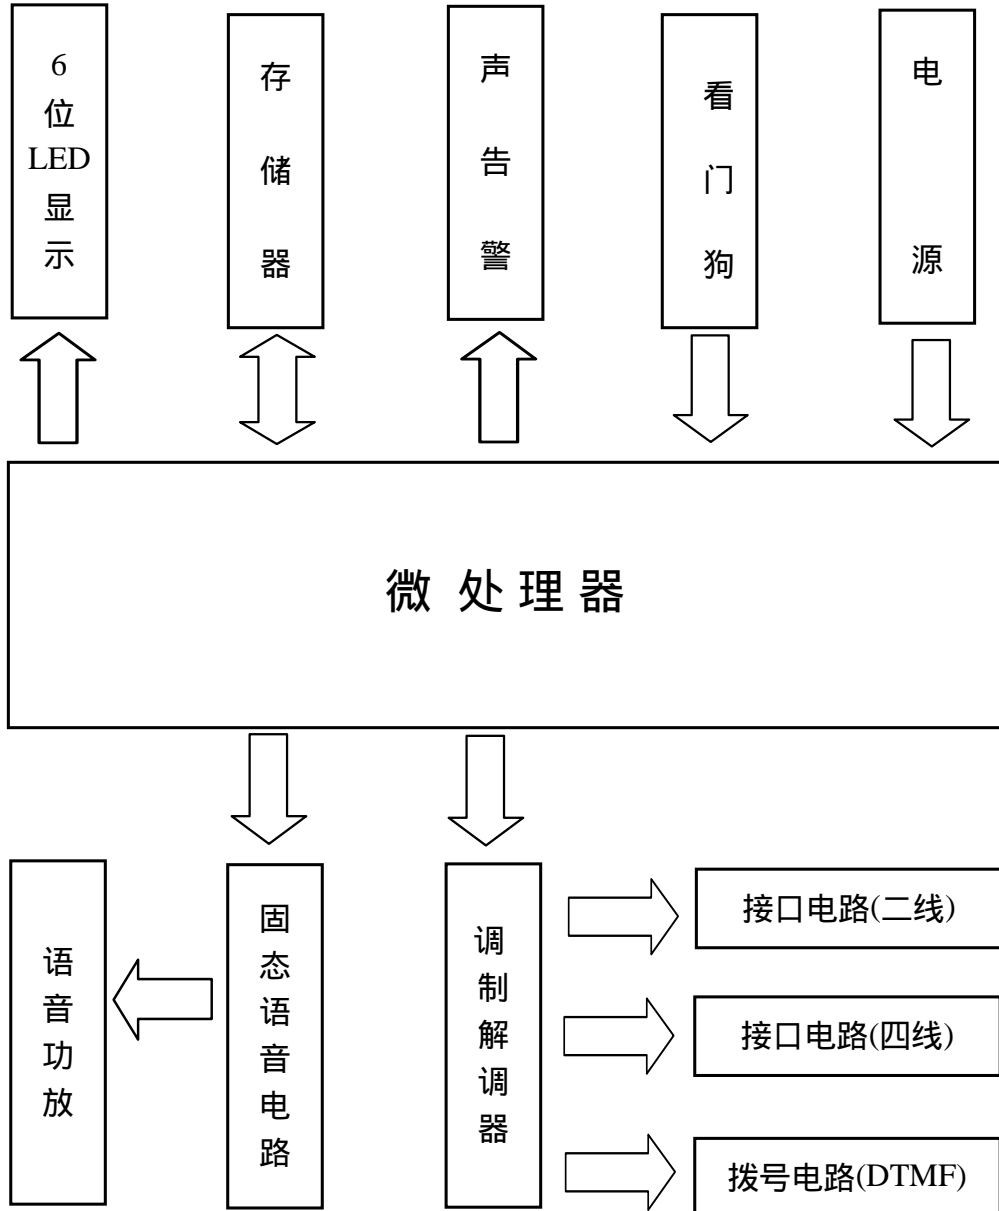 6位LED显示
存储器
声告警
看门狗
电源
微处理器
语音功放
固态语音电路
调制解调器
接口电路(二线)
接口电路(四线)
拨号电路(DTMF)